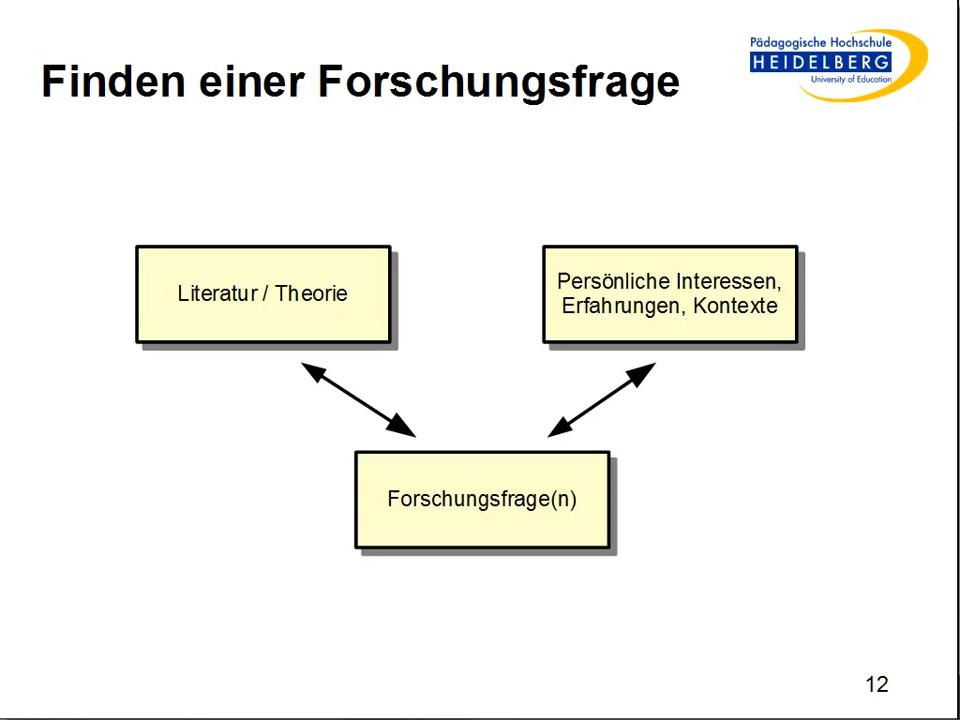 Finden einer Forschungsfrage
Pädagogische Hochschule
HEIDELBERG
University of Education
Literatur / Theorie
Persönliche Interessen,
Erfahrungen, Kontexte
Forschungsfrage(n)
12